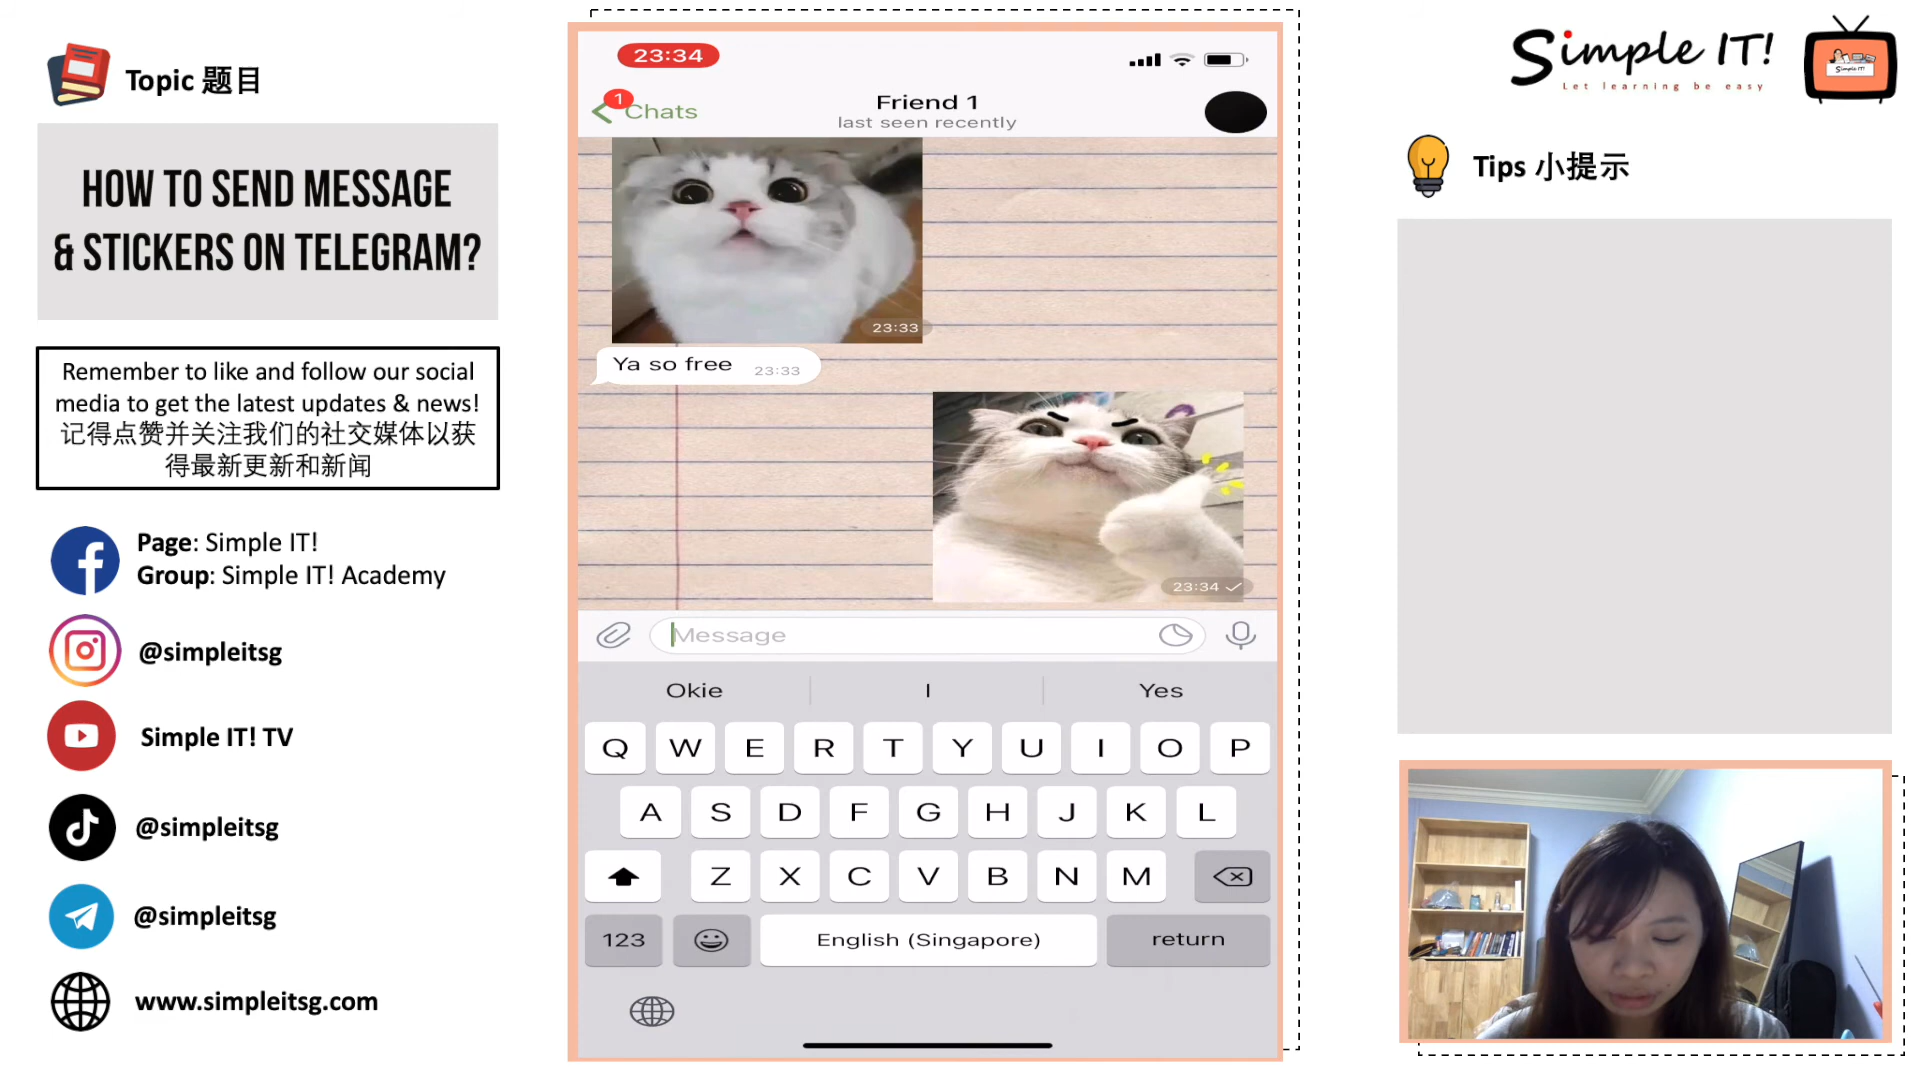 Topic 题目
HOW TO SEND MESSAGE
& STICKERS ON TELEGRAM?
Remember to like and follow our social
media to get the latest updates & news!
记得点赞并关注我们的社交媒体以获
得最新更新和新闻
Page: Simple IT!
Group: Simple IT! Academy
@simpleitsg
Simple IT! TV
@simpleitsg
@simpleitsg
www.simpleitsg.com
23:34
1
Chats
Friend 1
last seen recently
23:33
Ya so free 23:33
23:34
Message
Okie I Yes
Q W E R T Y U I O P
A S D F G H J K L
Z X C V B N M
123 English (Singapore) return
Simple IT!
Let learning be easy
Simple IT!
Tips 小提示